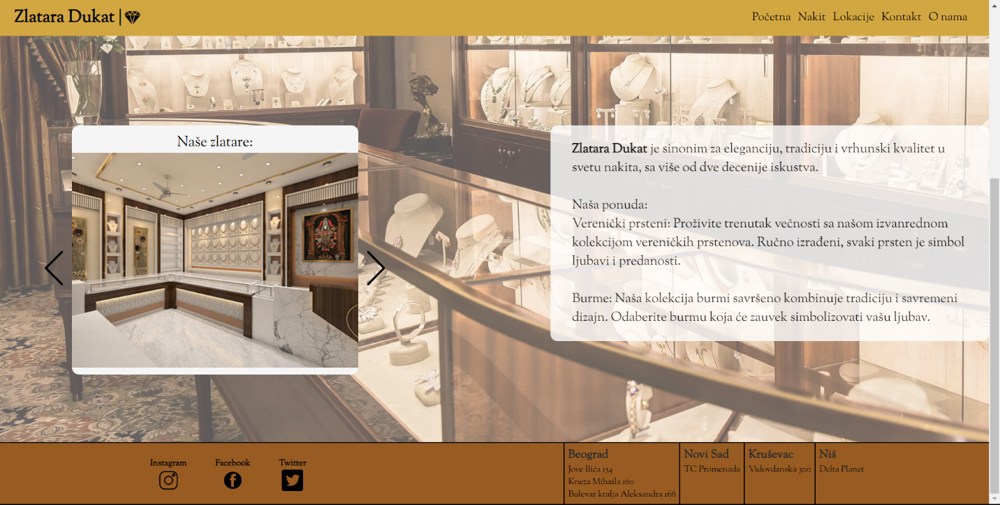 Zlatara Dukat |
Početna Nakit Lokacije Kontakt O nama
Naše zlatare:
Zlatara Dukat je sinonim za eleganciju, tradiciju i vrhunski kvalitet u
svetu nakita, sa više od dve decenije iskustva.
Naša ponuda:
Verenički prsteni: Proživite trenutak večnosti sa našom izvanrednom
kolekcijom vereničkih prstenova. Ručno izrađeni, svaki prsten je simbol
ljubavi i predanosti.
Burme: Naša kolekcija burmi savršeno kombinuje tradiciju i savremeni
dizajn. Odaberite burmu koja će zauvek simbolizovati vašu ljubav.
Instagram
Facebook
Twitter
Beograd
Jove Ilića 154
Kneza Mihaila 160
Bulevar kralja Aleksandra 168
Novi Sad
TC Promenada
Kruševac
Vidovdanska 300
Niš
Delta Planet